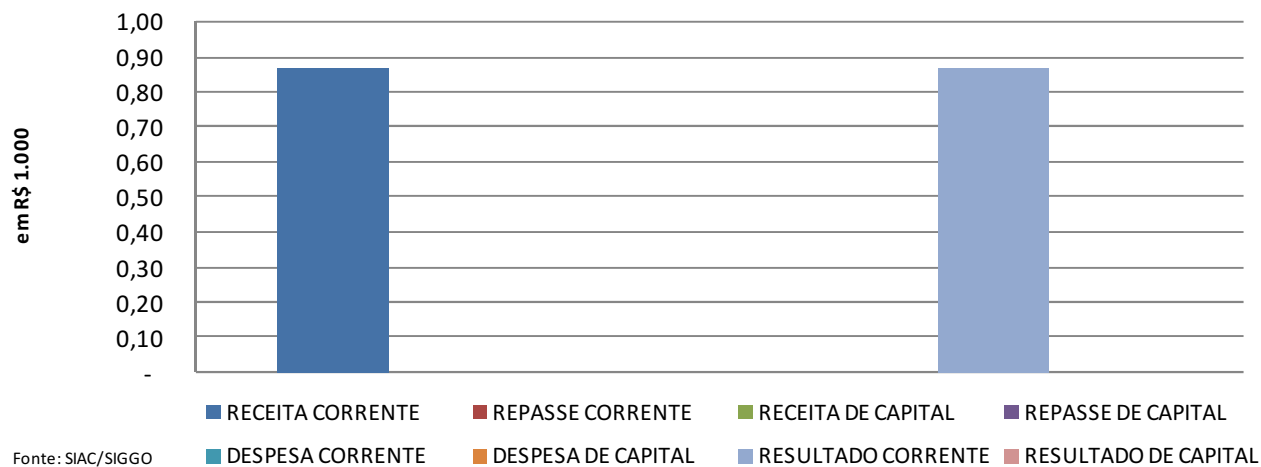 1,00
0,90
0,80
0,70
0,60
0,50
0,40
0,30
0,20
0,10
-
em R$ 1.000
RECEITA CORRENTE REPASSE CORRENTE RECEITA DE CAPITAL REPASSE DE CAPITAL
DESPESA CORRENTE DESPESA DE CAPITAL RESULTADO CORRENTE RESULTADO DE CAPITAL
Fonte: SIAC/SIGGO